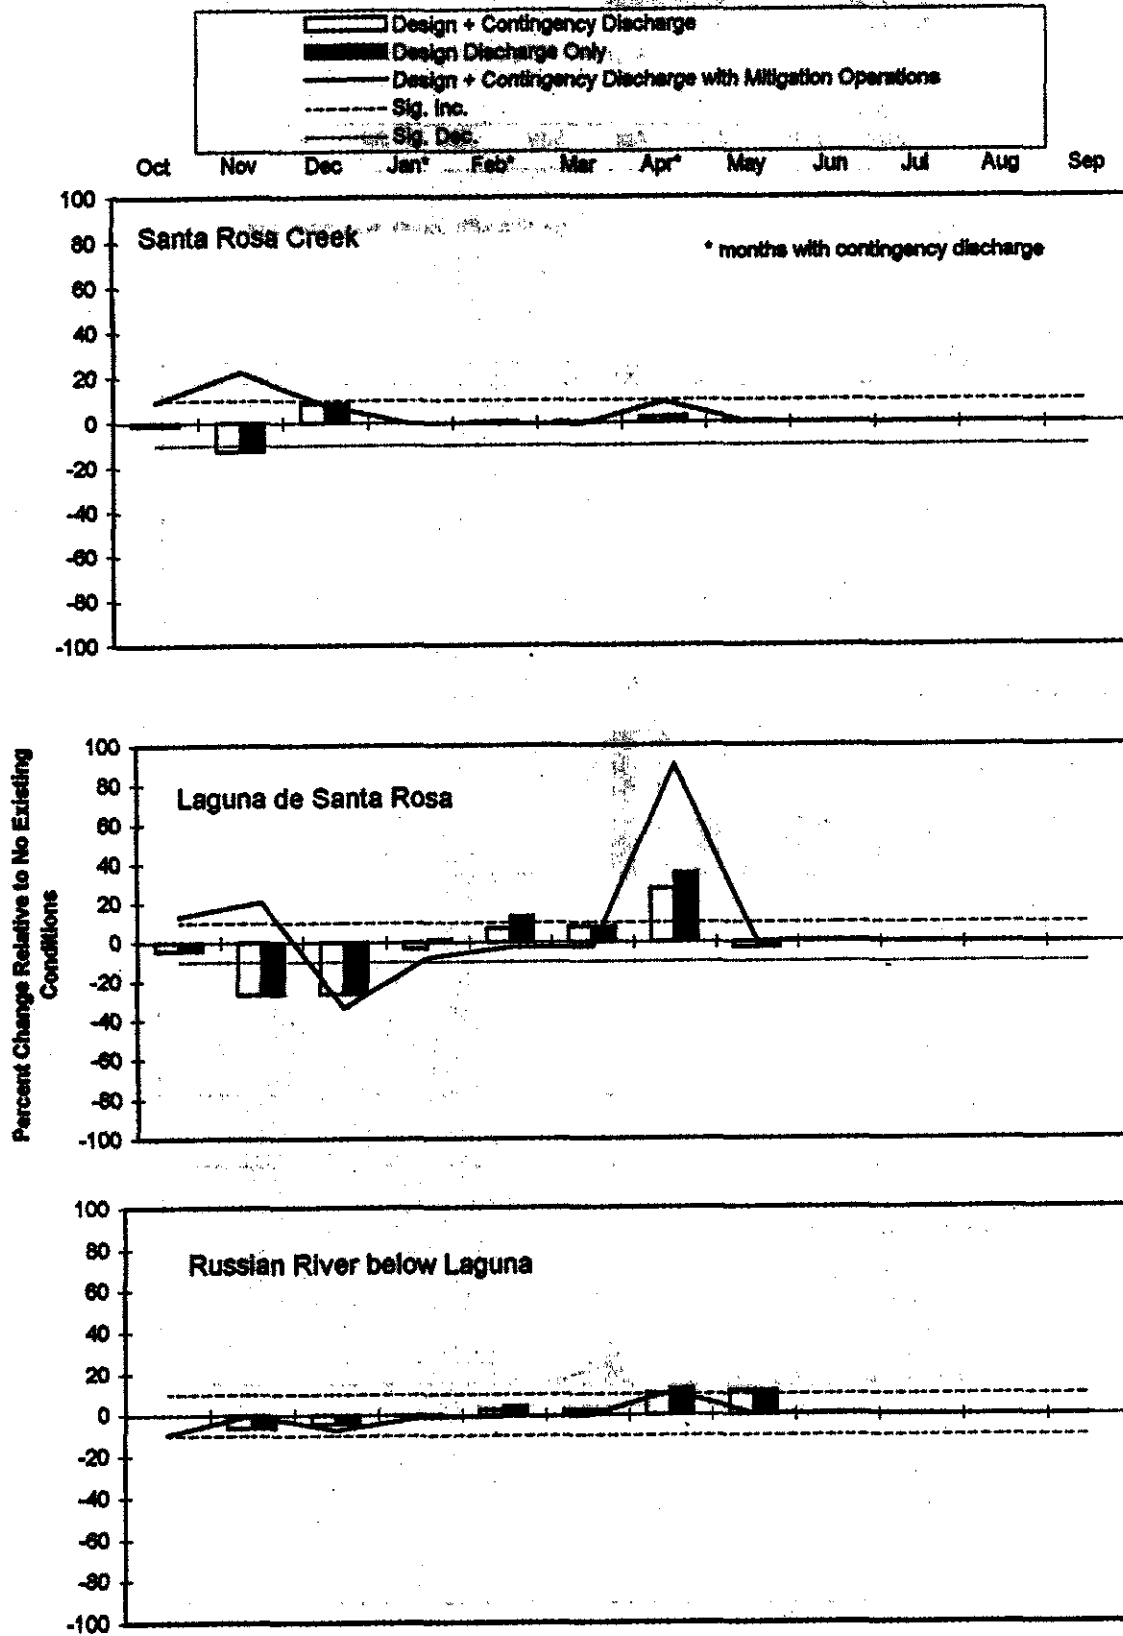 Design + Contingency Discharge
Design Discharge Only
Design + Contingency Discharge with Mitigation Operations
Sig. Inc.
Sig. Dec.
Oct Nov Dec Jan* Feb* Mar Apr* May Jun Jul Aug Sep
100
80
60
40
20
0
-20
-40
-60
-80
-100
Santa Rosa Creek
* months with contingency discharge
Percent Change Relative to No Existing
Conditions
100
80
60
40
20
0
-20
-40
-60
-80
-100
Laguna de Santa Rosa
100
80
60
40
20
0
-20
-40
-60
-80
-100
Russian River below Laguna